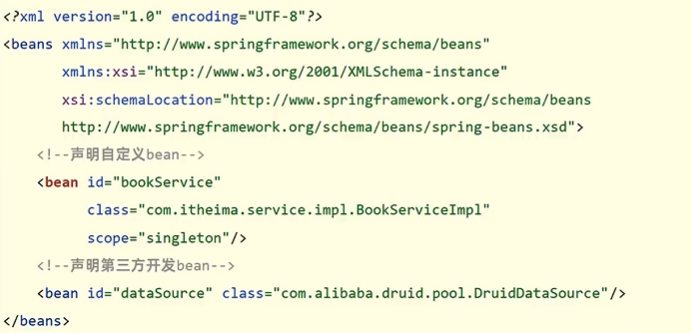 <?xml version="1.0" encoding="UTF-8"?>
<beans xmlns="http://www.springframework.org/schema/beans"
       xmlns:xsi="http://www.w3.org/2001/XMLSchema-instance"
       xsi:schemaLocation="http://www.springframework.org/schema/beans
       http://www.springframework.org/schema/beans/spring-beans.xsd">
    <!--声明自定义bean-->
    <bean id="bookService"
          class="com.itheima.service.impl.BookServiceImpl"
          scope="singleton"/>
    <!--声明第三方开发bean-->
    <bean id="dataSource" class="com.alibaba.druid.pool.DruidDataSource"/>
</beans>